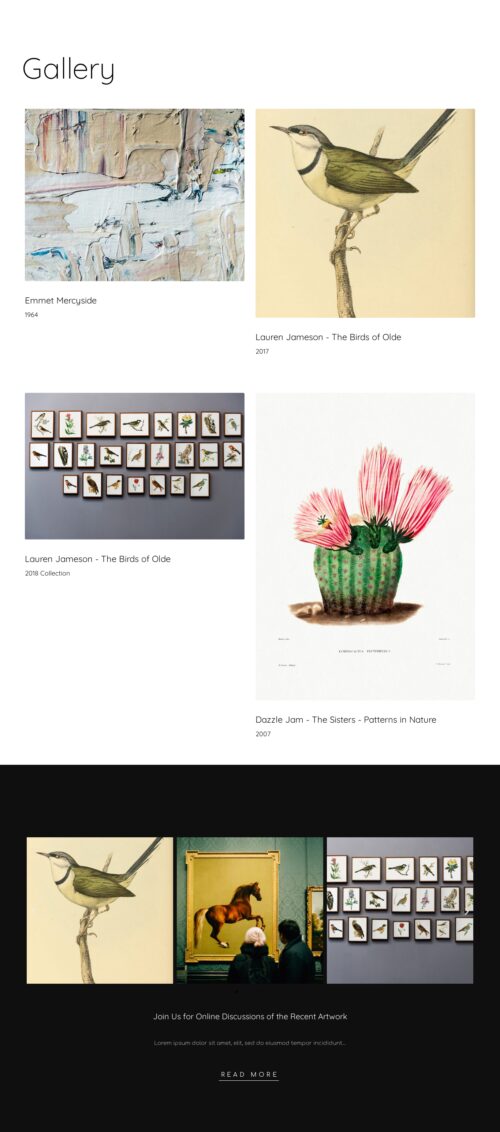 Gallery
Emmet Mercyside
1964
Lauren Jameson - The Birds of Olde
2017
Lauren Jameson - The Birds of Olde
2018 Collection
Dazzle Jam - The Sisters - Patterns in Nature
2007
Join Us for Online Discussions of the Recent Artwork
Lorem ipsum dolor sit amet, elit, sed do eiusmod tempor incididunt...
READ MORE